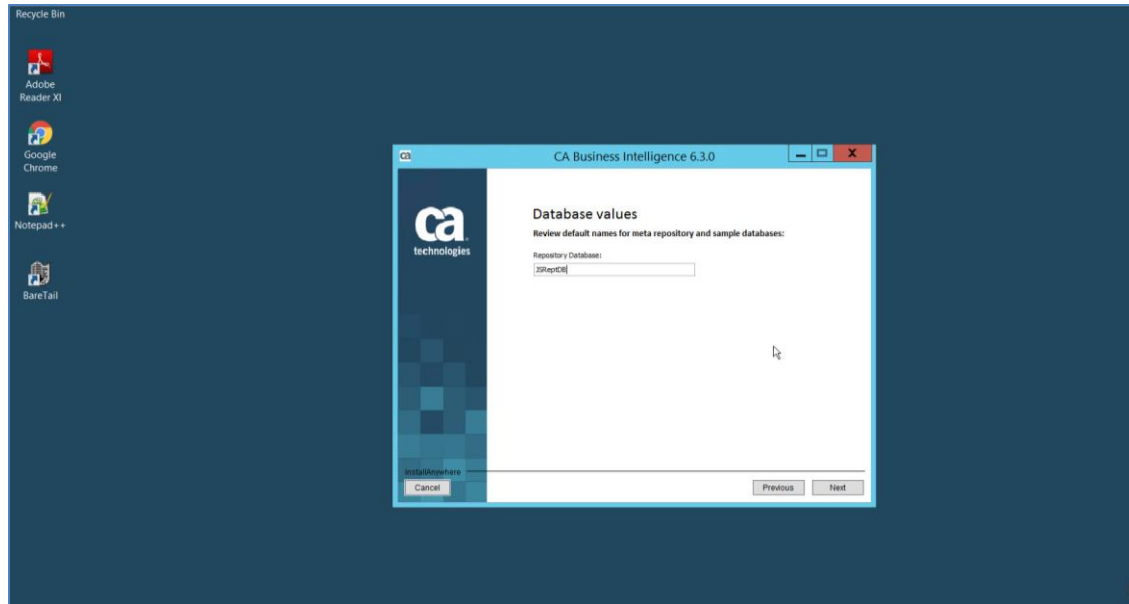 Recycle Bin
Adobe
Reader XI
Google
Chrome
Notepad++
BareTail
ca
CA Business Intelligence 6.3.0
X
ca
technologies
Database values
Review default names for meta repository and sample databases:
Repository Database:
JSReptDB
InstallAnywhere
Cancel
Previous
Next